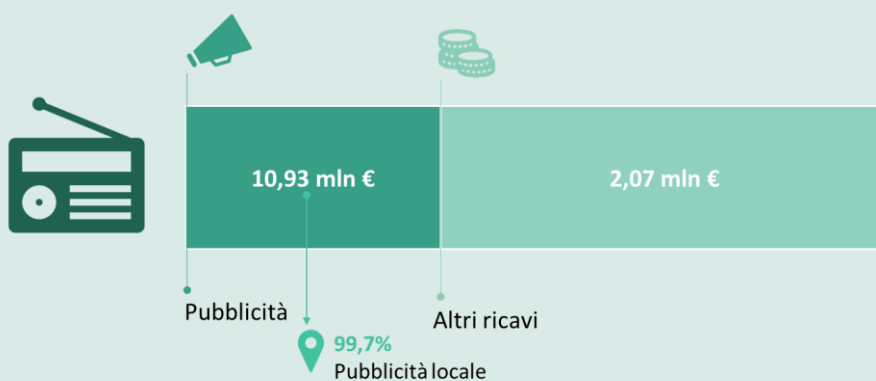 10,93 mln €
2,07 mln €
Pubblicità
Altri ricavi
99,7%
Pubblicità locale